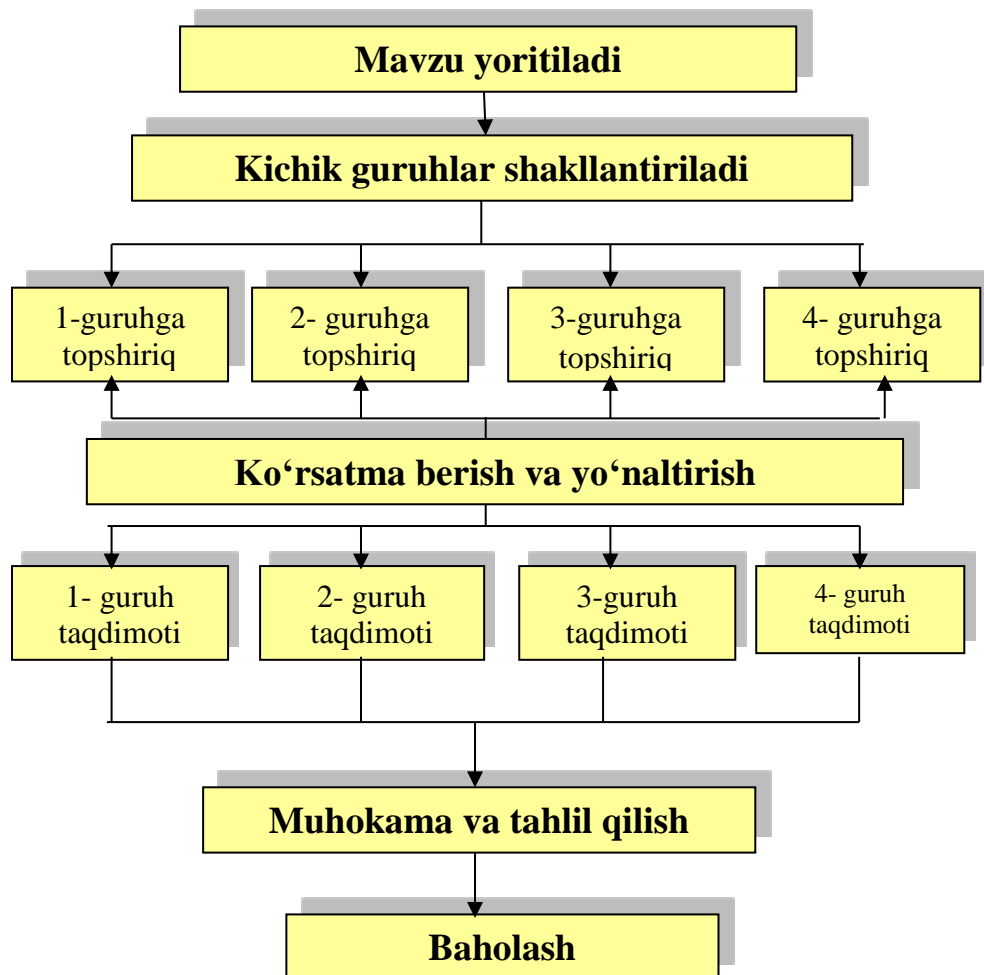 Mavzu yoritiladi
Kichik guruhlar shakllantiriladi
1-guruhga
topshiriq
2- guruhga
topshiriq
3-guruhga
topshiriq
4- guruhga
topshiriq
Ko‘rsatma berish va yo‘naltirish
1- guruh
taqdimoti
2- guruh
taqdimoti
3-guruh
taqdimoti
4- guruh
taqdimoti
Muhokama va tahlil qilish
Baholash